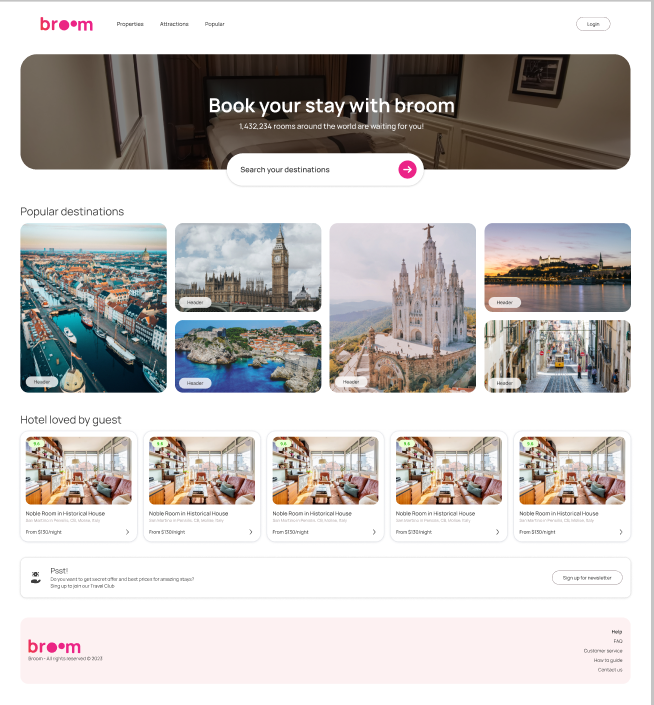 broom
Properties
Attractions
Popular
Login
Book your stay with broom
1,432,234 rooms around the world are waiting for you!
Search your destinations
Popular destinations
Header
Header
Header
Header
Header
Header
Hotel loved by guest
9.6
9.6
9.6
9.6
9.6
Noble Room in Historical House
San Martino in Pensilis, CB, Molise, Italy
From $130/night
Noble Room in Historical House
San Martino in Pensilis, CB, Molise, Italy
From $130/night
Noble Room in Historical House
San Martino in Pensilis, CB, Molise, Italy
From $130/night
Noble Room in Historical House
San Martino in Pensilis, CB, Molise, Italy
From $130/night
Noble Room in Historical House
San Martino in Pensilis, CB, Molise, Italy
From $130/night
Psst!
Do you want to get secret offer and best prices for amazing stays?
Sing up to join our Travel Club
Sign up for newsletter
broom
Broom - All rights reserved © 2023
Help
FAQ
Customer service
How to guide
Contact us